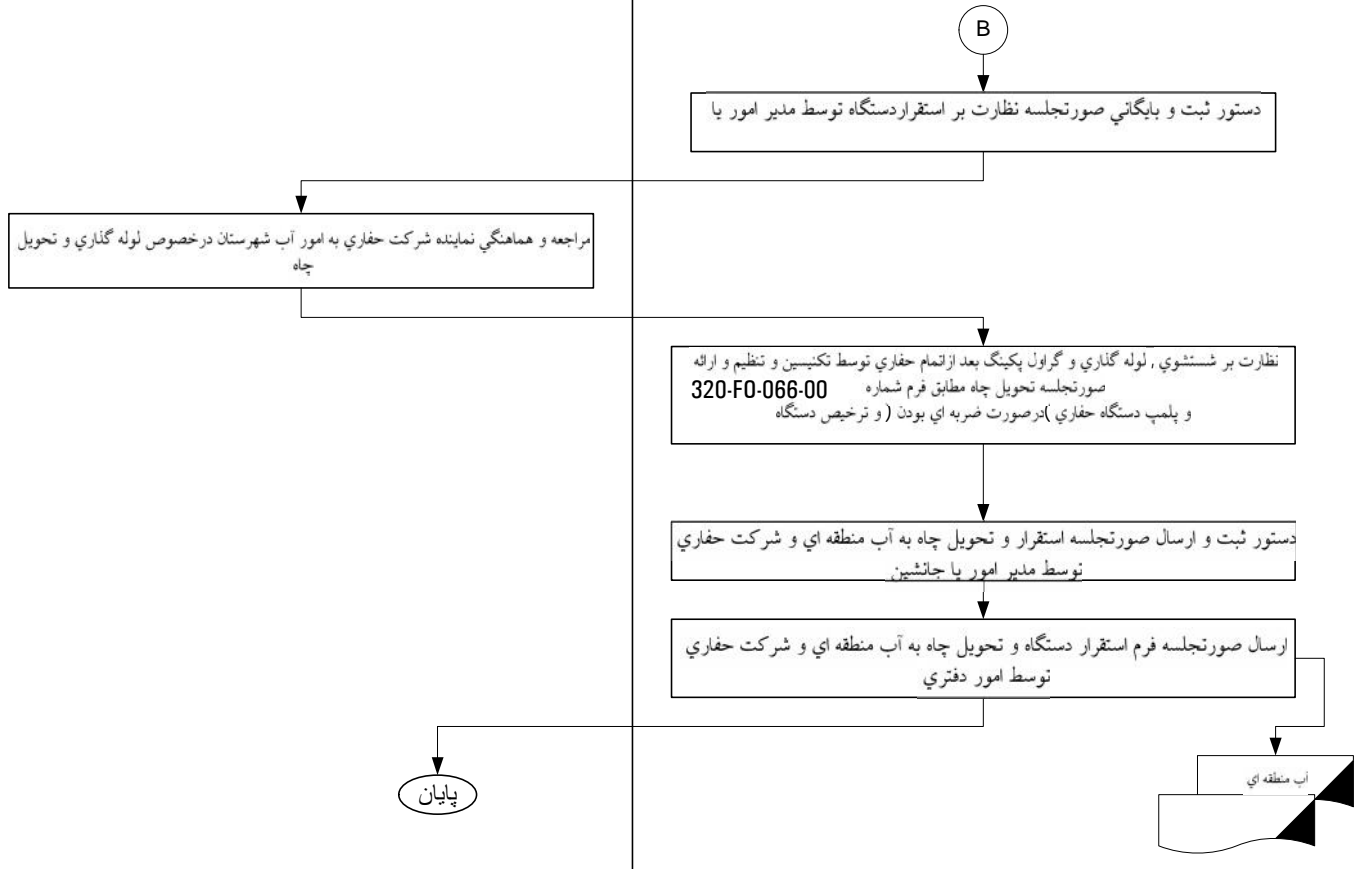 B
دستور ثبت و بايگاني صورتجلسه نظارت بر استقراردستگاه توسط مدير امور يا
مراجعه و هماهنگي نماينده شركت حفاري به امور آب شهرستان درخصوص لوله گذاري و تحويل
چاه
نظارت بر شستشوي , لوله گذاري و گراول پكينگ بعد ازاتمام حفاري توسط تكنيسين و تنظيم و ارائه
صورتجلسه تحويل چاه مطابق فرم شماره 320-FO-066-00
و پلمپ دستگاه حفاري )درصورت ضربه اي بودن ( و ترخيص دستگاه
دستور ثبت و ارسال صورتجلسه استقرار و تحويل چاه به آب منطقه اي و شركت حفاري
توسط مدير امور يا جانشين
ارسال صورتجلسه فرم استقرار دستگاه و تحويل چاه به آب منطقه اي و شركت حفاري
توسط امور دفتري
آب منطقه اي
پايان